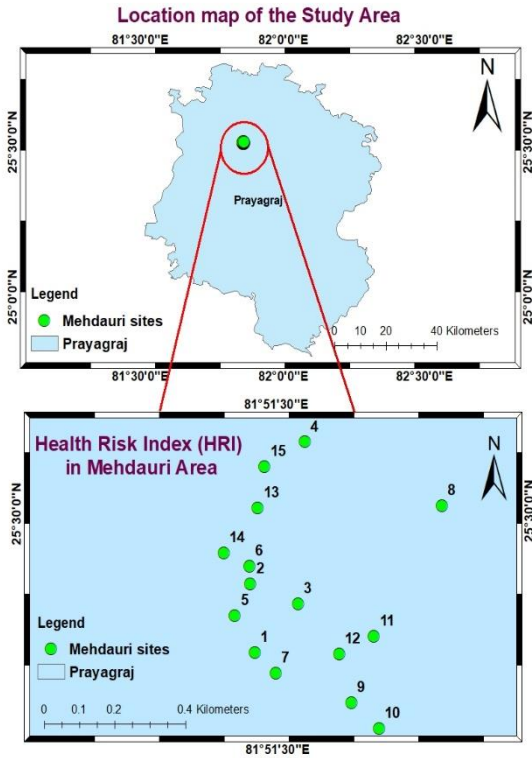 Location map of the Study Area
81°30'0"E 82°0'0"E 82°30'0"E
N
25°30'0"N
25°30'0"N
Prayagraj
25°0'0"N
25°0'0"N
Legend
Mehdauri sites
Prayagraj
0 10 20 40 Kilometers
81°30'0"E 82°0'0"E 82°30'0"E
81°51'30"E
Health Risk Index (HRI)
in Mehdauri Area
N
4
15
8
13
25°30'0"N
25°30'0"N
14
6
2
3
5
11
1
12
7
9
10
Legend
Mehdauri sites
Prayagraj
0 0.1 0.2 0.4 Kilometers
81°51'30"E